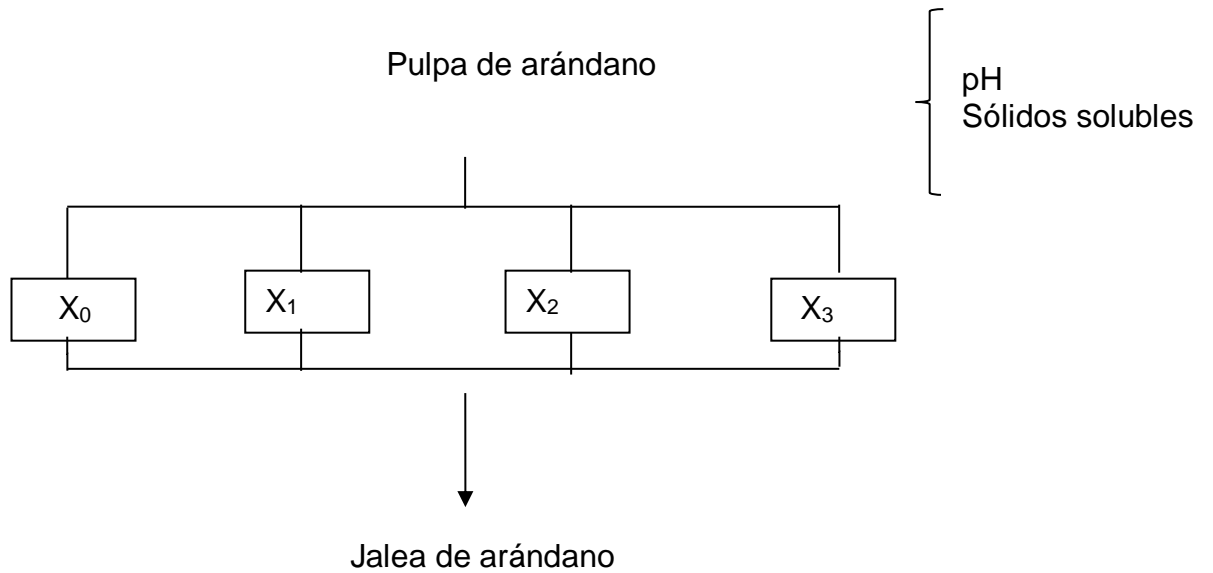 Pulpa de arándano
pH
Sólidos solubles
X₀
X₁
X₂
X₃
Jalea de arándano